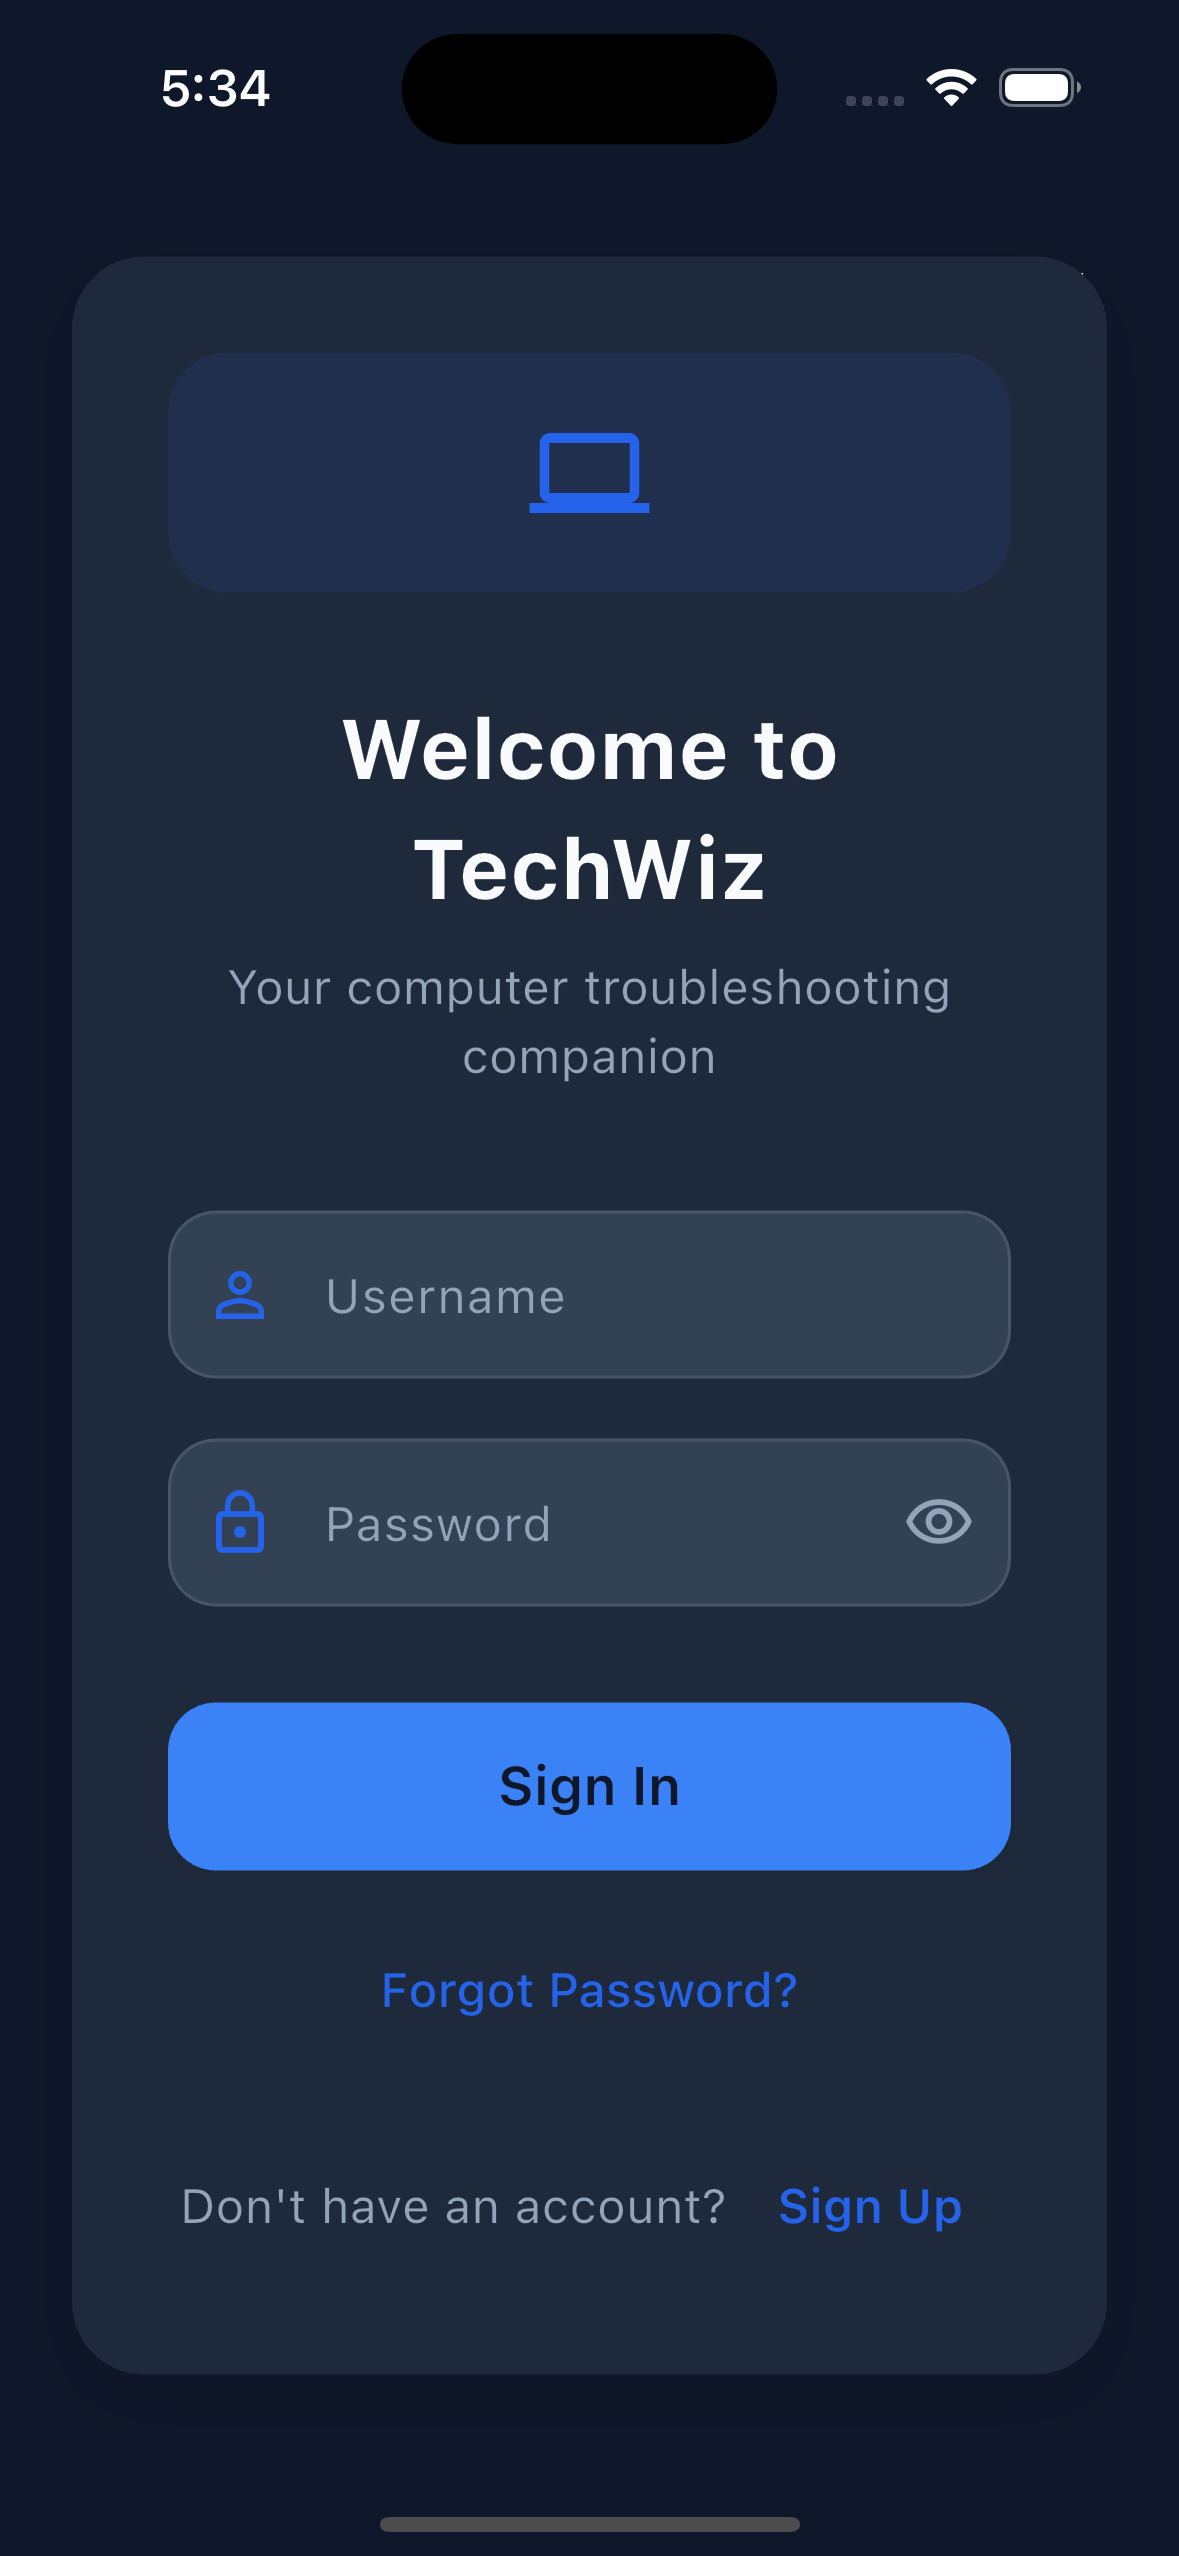 5:34
Welcome to
TechWiz
Your computer troubleshooting
companion
Username
Password
Sign In
Forgot Password?
Don't have an account? Sign Up